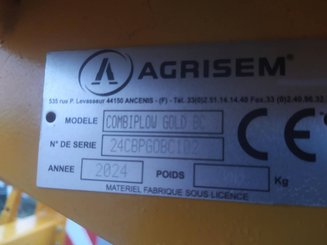 AGRISEM®
535 rue P. Levasseur 44150 ANCENIS - (F) - Tél. 33(0)2.51.14.14.40 Fax.33 (0)2.40.96.32.
MODELE COMBIPLOW GOLD BC
N° DE SERIE 24CBPGOBC102
CE
ANNEE 2024 POIDS Kg
MATERIEL FABRIQUE SOUS LICENCE